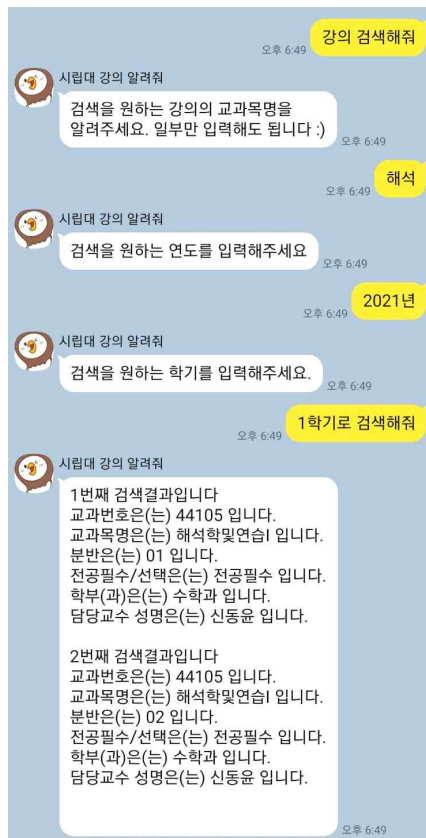 강의 검색해줘
오후 6:49
시립대 강의 알려줘
검색을 원하는 강의의 교과목명을
알려주세요. 일부만 입력해도 됩니다 :)
오후 6:49
해석
오후 6:49
시립대 강의 알려줘
검색을 원하는 연도를 입력해주세요
오후 6:49
2021년
오후 6:49
시립대 강의 알려줘
검색을 원하는 학기를 입력해주세요.
오후 6:49
1학기로 검색해줘
오후 6:49
시립대 강의 알려줘
1번째 검색결과입니다
교과번호은(는) 44105 입니다.
교과목명은(는) 해석학및연습I 입니다.
분반은(는) 01 입니다.
전공필수/선택은(는) 전공필수 입니다.
학부(과)은(는) 수학과 입니다.
담당교수 성명은(는) 신동윤 입니다.
2번째 검색결과입니다
교과번호은(는) 44105 입니다.
교과목명은(는) 해석학및연습I 입니다.
분반은(는) 02 입니다.
전공필수/선택은(는) 전공필수 입니다.
학부(과)은(는) 수학과 입니다.
담당교수 성명은(는) 신동윤 입니다.
오후 6:49